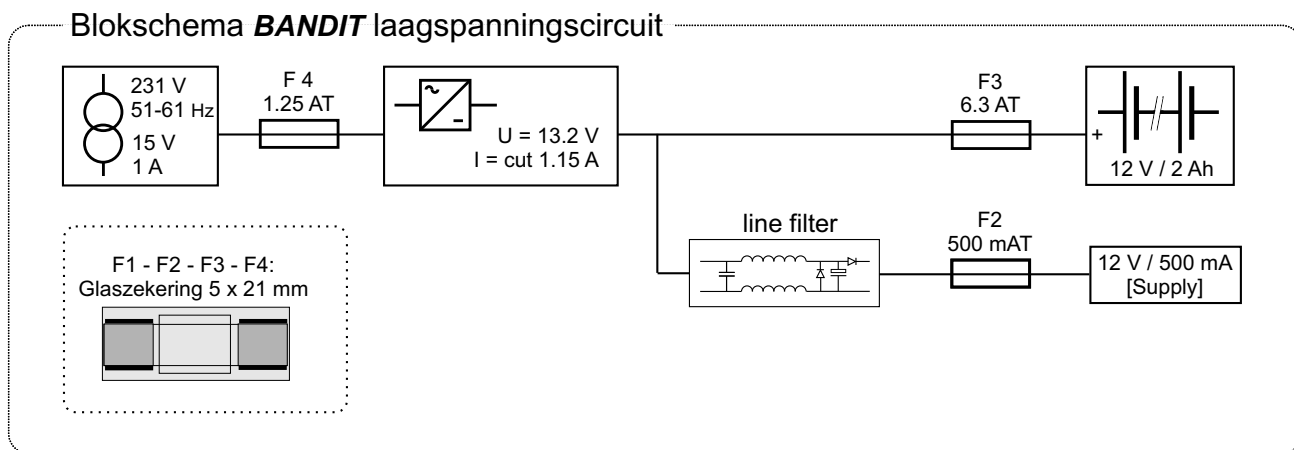 Blokschema BANDIT laagspanningscircuit
231 V
51-61 Hz
15 V
1 A
F 4
1.25 AT
~
-
U = 13.2 V
I = cut 1.15 A
F3
6.3 AT
+
12 V / 2 Ah
line filter
F2
500 mAT
12 V / 500 mA
[Supply]
F1 - F2 - F3 - F4:
Glaszekering 5 x 21 mm